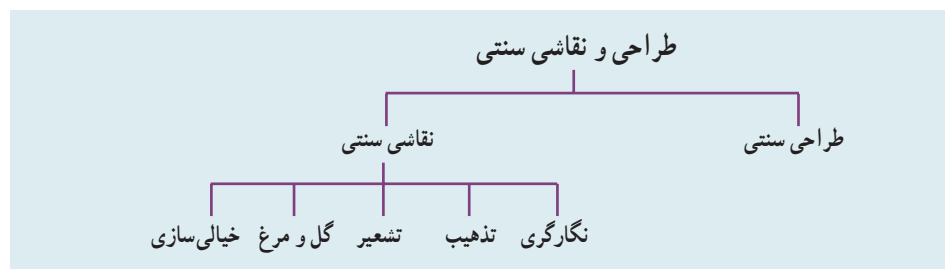 طراحی و نقاشی سنتی
طراحی سنتی
نقاشی سنتی
نگارگری
تذهیب
تشعیر
گل و مرغ
خیالی‌سازی